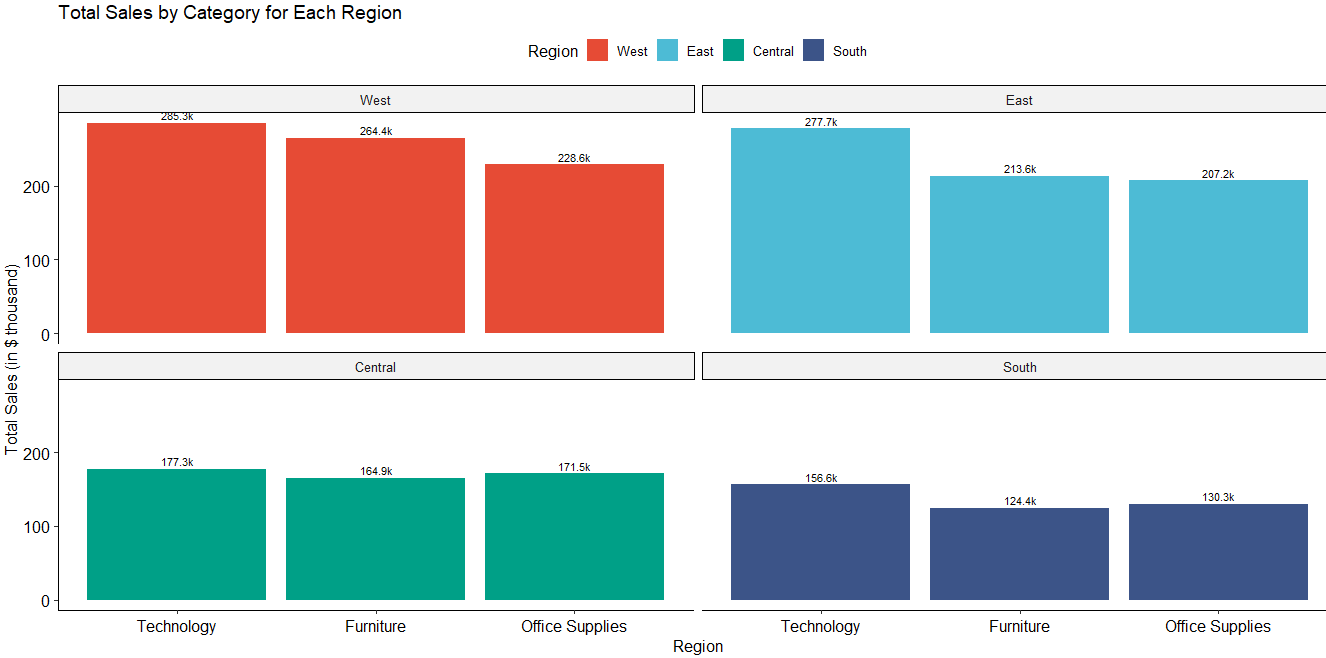 Total Sales by Category for Each Region
Region West East Central South
West
East
285.3k
264.4k
228.6k
277.7k
213.6k
207.2k
200
100
0
Total Sales (in $ thousand)
Central
South
177.3k
164.9k
171.5k
156.6k
124.4k
130.3k
200
100
0
Technology Furniture Office Supplies
Technology Furniture Office Supplies
Region